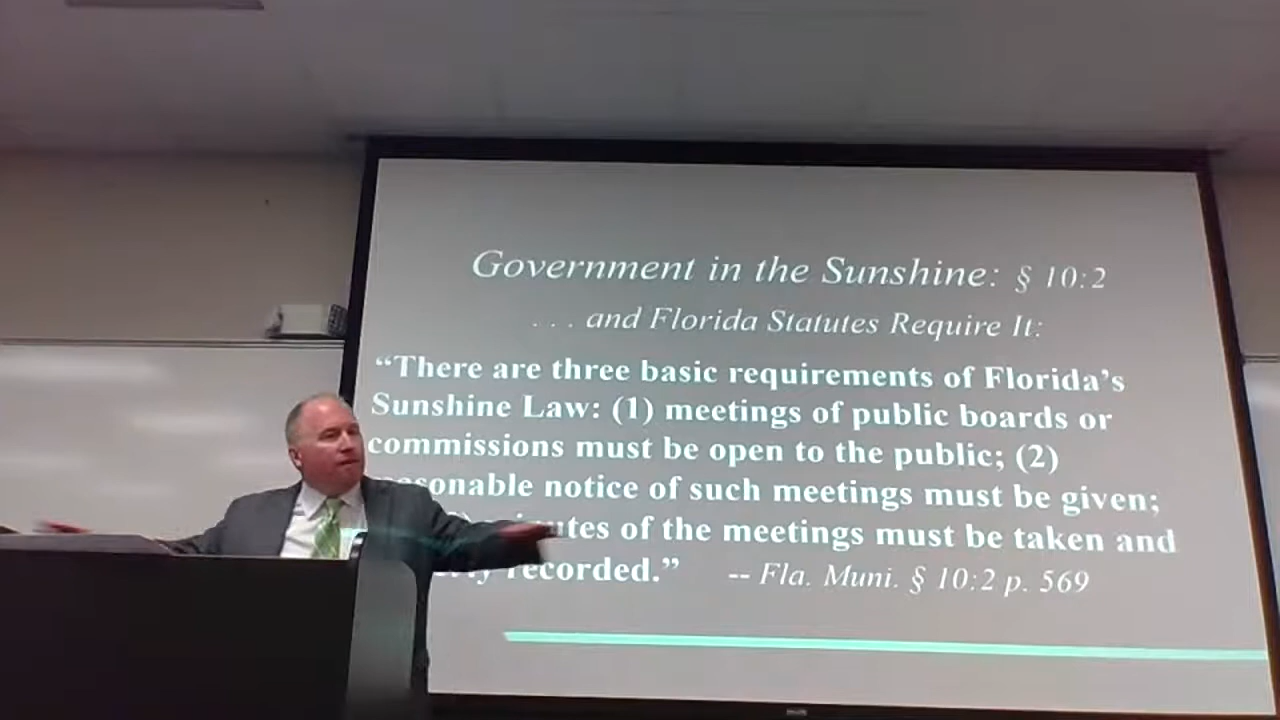 Government in the Sunshine: § 10:2
. . . and Florida Statutes Require It:
“There are three basic requirements of Florida’s
Sunshine Law: (1) meetings of public boards or
commissions must be open to the public; (2)
notice of such meetings must be given;
of the meetings must be taken and
recorded.” -- Fla. Muni. § 10:2 p. 569